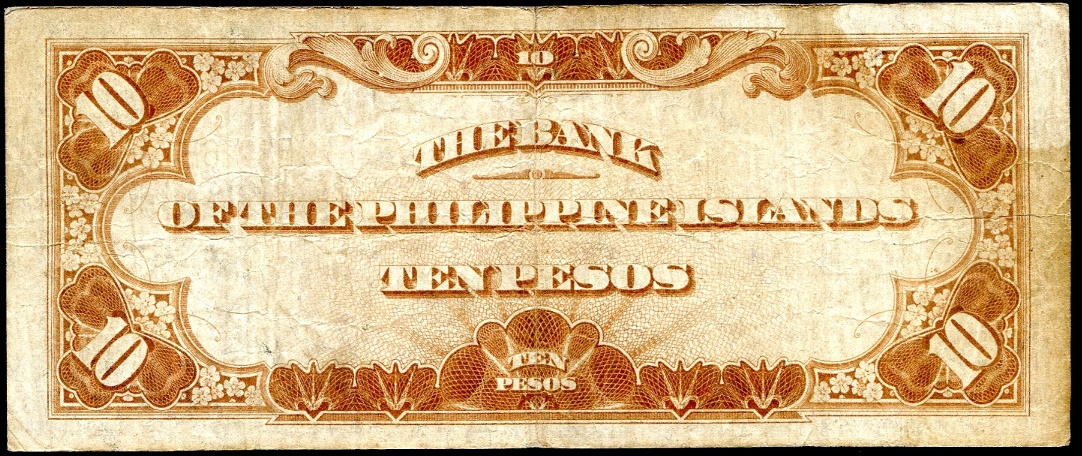 10 10 10
THE BANK
OF THE PHILIPPINE ISLANDS
TEN PESOS
10 10
TEN
PESOS